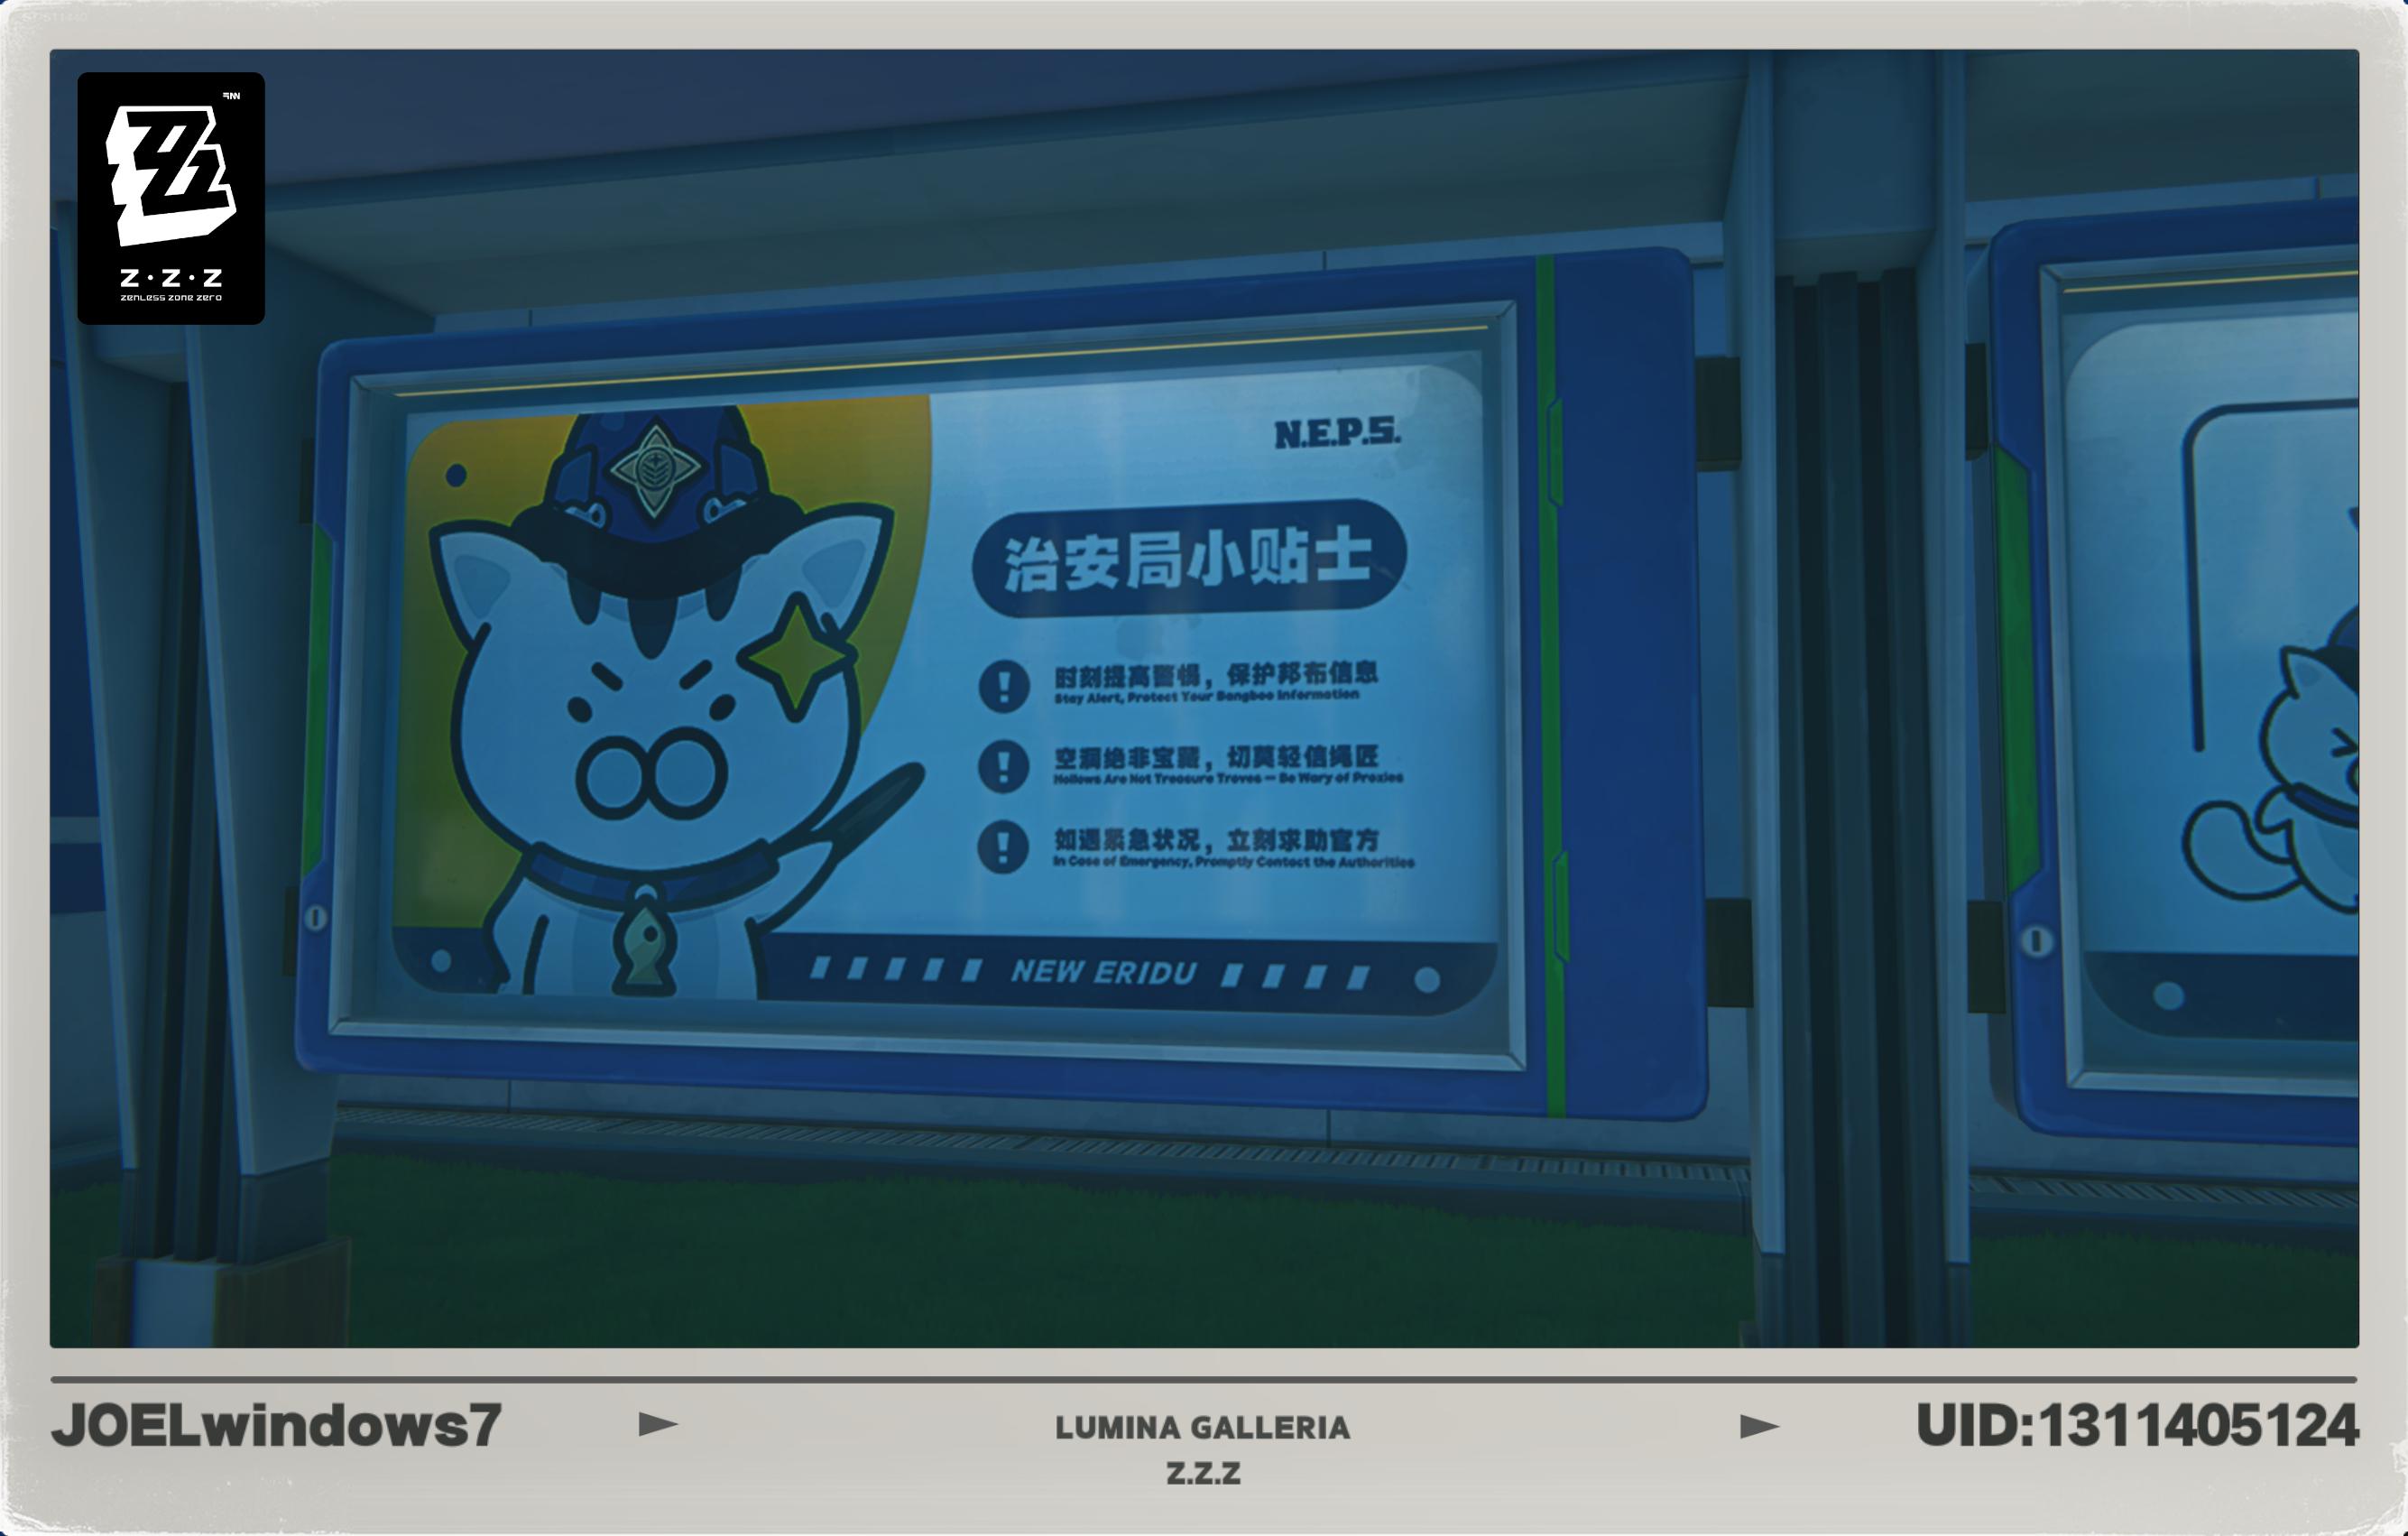 Z·Z·Z
ZENLESS ZONE ZERO
N.E.P.S.
治安局小贴士
时刻提高警惕，保护邦布信息
Stay Alert, Protect Your Bangboo Information
空洞绝非宝藏，切莫轻信绳匠
Hollows Are Not Treasure Troves — Be Wary of Proxies
如遇紧急状况，立刻求助官方
In Case of Emergency, Promptly Contact the Authorities
NEW ERIDU
JOELwindows7
LUMINA GALLERIA
Z.Z.Z
UID:1311405124